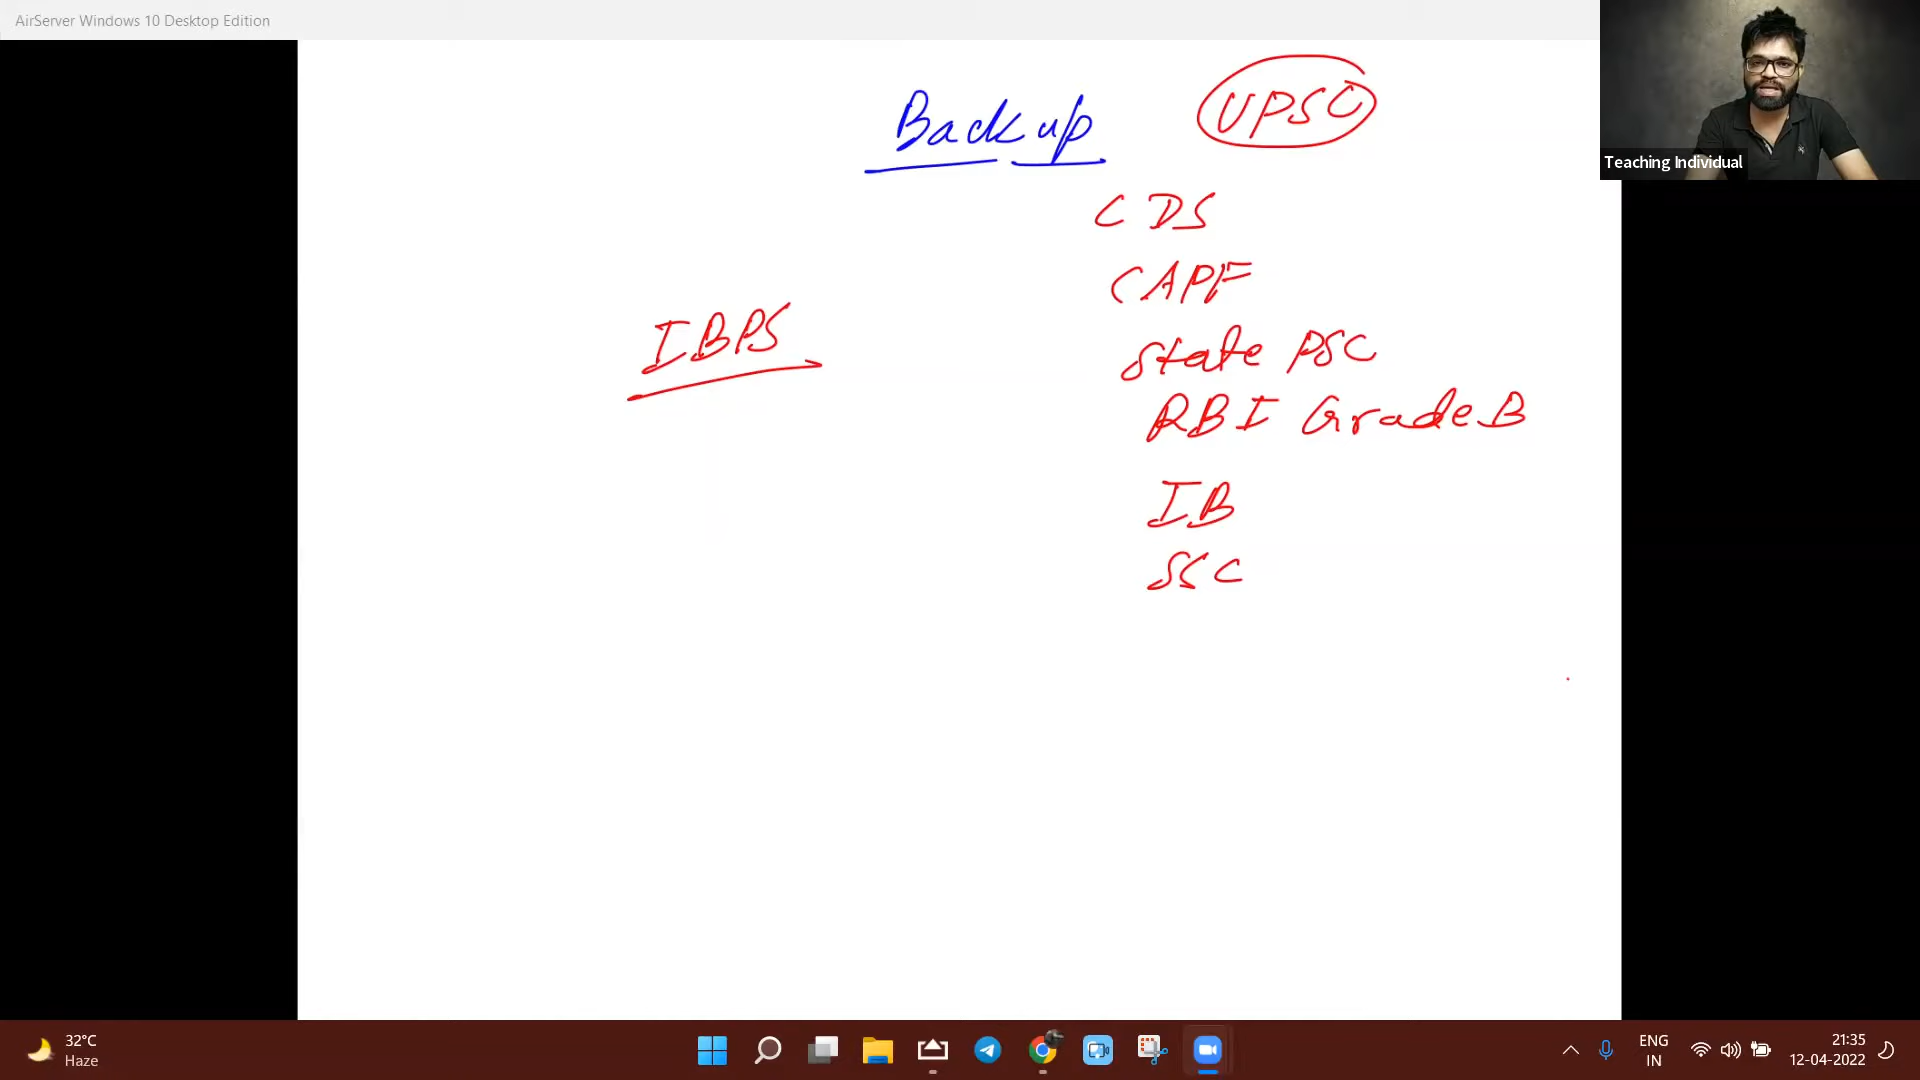 AirServer Windows 10 Desktop Edition
Backup
UPSC
Teaching Individual
CDS
CAPF
IBPS
State PSC
RBI Grade B
IB
SSC
32°C
Haze
ENG
IN
21:35
12-04-2022